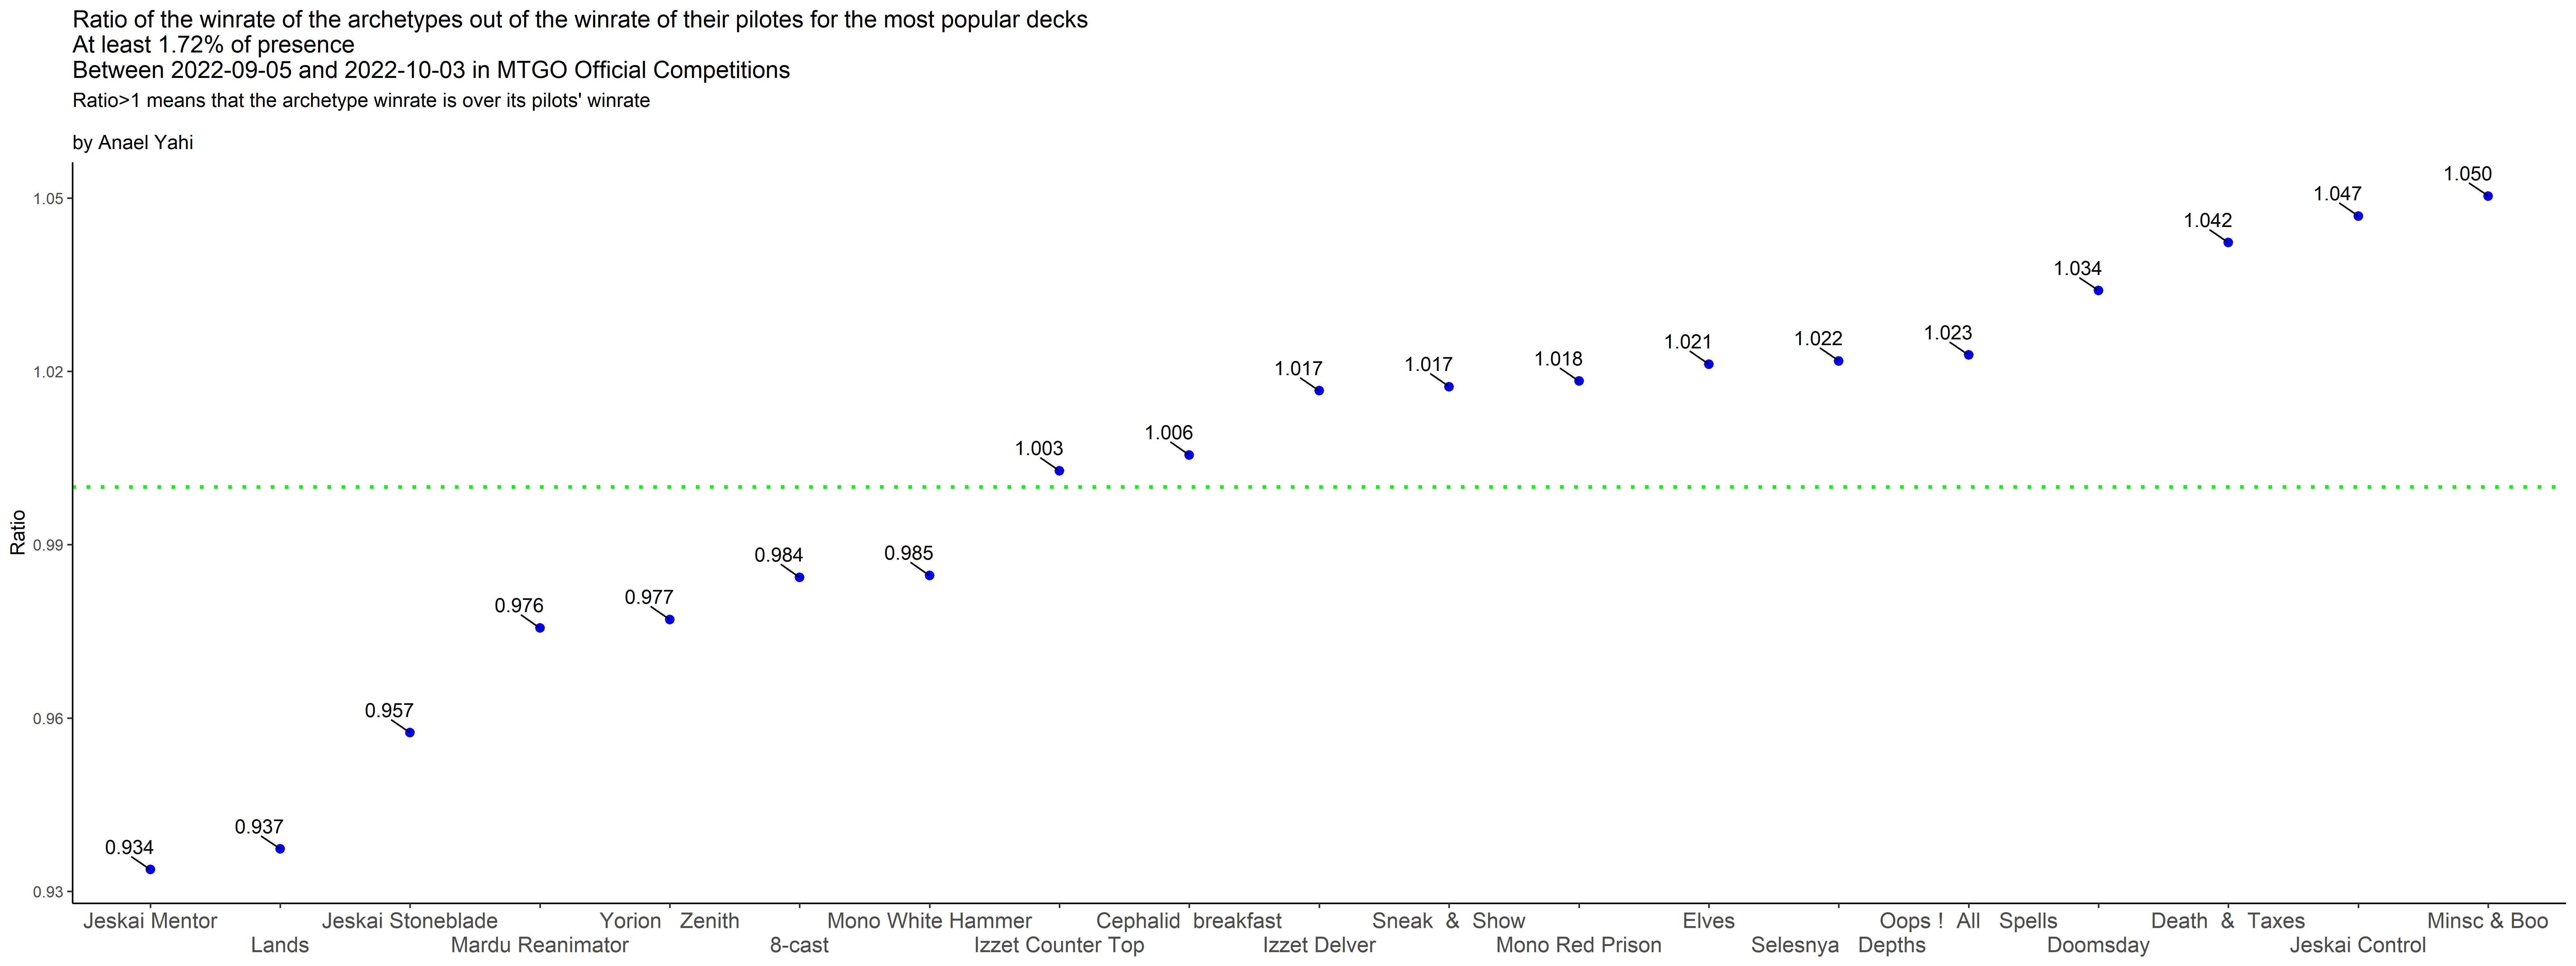 Ratio of the winrate of the archetypes out of the winrate of their pilotes for the most popular decks
At least 1.72% of presence
Between 2022-09-05 and 2022-10-03 in MTGO Official Competitions
Ratio>1 means that the archetype winrate is over its pilots' winrate
by Anael Yahi
Ratio
1.05
1.02
0.99
0.96
0.93
0.934
0.937
0.957
0.976
0.977
0.984
0.985
1.003
1.006
1.017
1.017
1.018
1.021
1.022
1.023
1.034
1.042
1.047
1.050
Jeskai Mentor
Lands
Jeskai Stoneblade
Mardu Reanimator
Yorion Zenith
8-cast
Mono White Hammer
Izzet Counter Top
Cephalid breakfast
Izzet Delver
Sneak & Show
Mono Red Prison
Elves
Selesnya Depths
Oops ! All Spells
Doomsday
Death & Taxes
Jeskai Control
Minsc & Boo